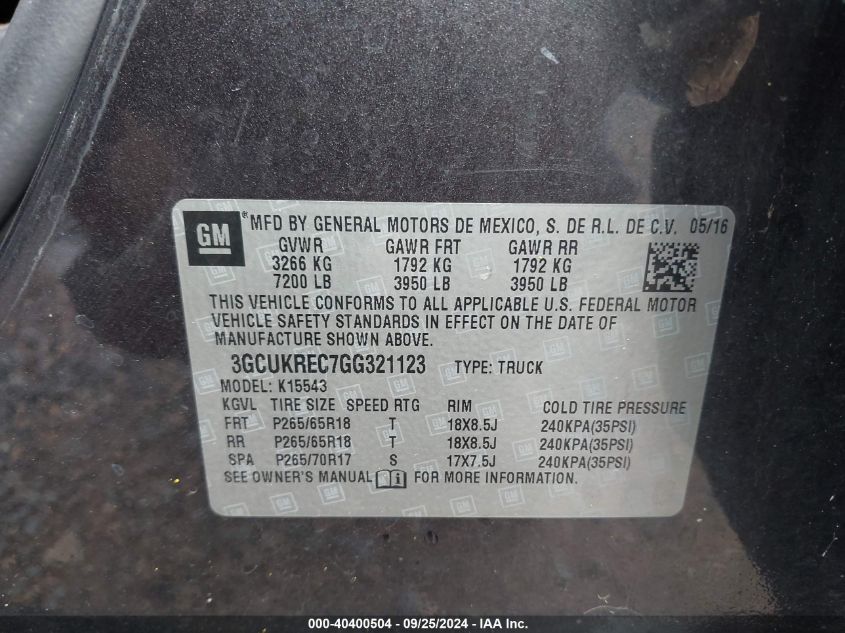 GM ® MFD BY GENERAL MOTORS DE MEXICO, S. DE R.L. DE C.V. 05/16
GVWR GAWR FRT GAWR RR
3266 KG 1792 KG 1792 KG
7200 LB 3950 LB 3950 LB
THIS VEHICLE CONFORMS TO ALL APPLICABLE U.S. FEDERAL MOTOR
VEHICLE SAFETY STANDARDS IN EFFECT ON THE DATE OF
MANUFACTURE SHOWN ABOVE.
3GCUKREC7GG321123 TYPE: TRUCK
MODEL: K15543
KGVL TIRE SIZE SPEED RTG RIM COLD TIRE PRESSURE
FRT P265/65R18 T 18X8.5J 240KPA(35PSI)
RR P265/65R18 T 18X8.5J 240KPA(35PSI)
SPA P265/70R17 S 17X7.5J 240KPA(35PSI)
SEE OWNER'S MANUAL FOR MORE INFORMATION.
000-40400504 - 09/25/2024 - IAA Inc.